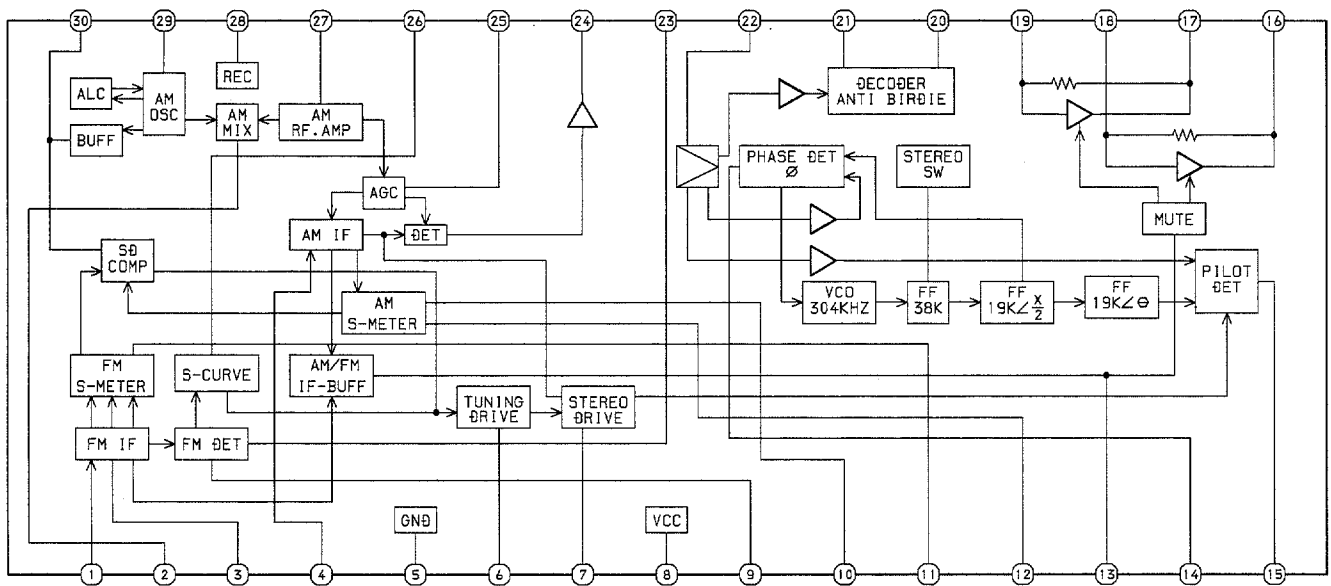 30 29 28 27 26 25 24 23 22 21 20 19 18 17 16
ALC
AM
OSC
REC
BUFF
AM
MIX
AM
RF.AMP
DECODER
ANTI BIRDIE
AGC
PHASE DET
Ø
STEREO
SW
MUTE
SD
COMP
AM IF
DET
AM
S-METER
VCO
304KHZ
FF
38K
FF
19K∠ X/2
FF
19K∠ Θ
PILOT
DET
FM
S-METER
S-CURVE
AM/FM
IF-BUFF
TUNING
DRIVE
STEREO
DRIVE
FM IF
FM DET
GND
VCC
1 2 3 4 5 6 7 8 9 10 11 12 13 14 15